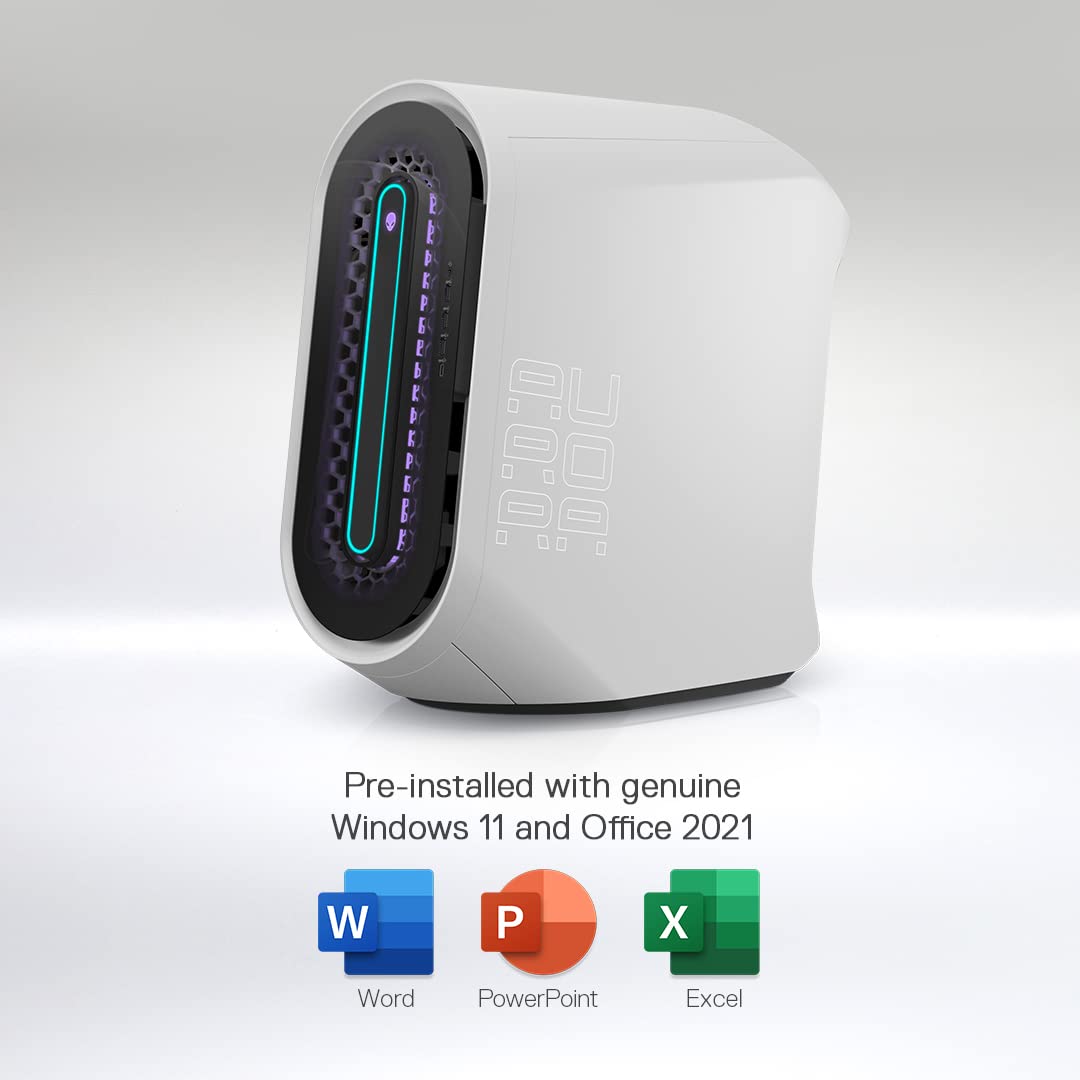 Pre-installed with genuine
Windows 11 and Office 2021
W
P
X
Word
PowerPoint
Excel